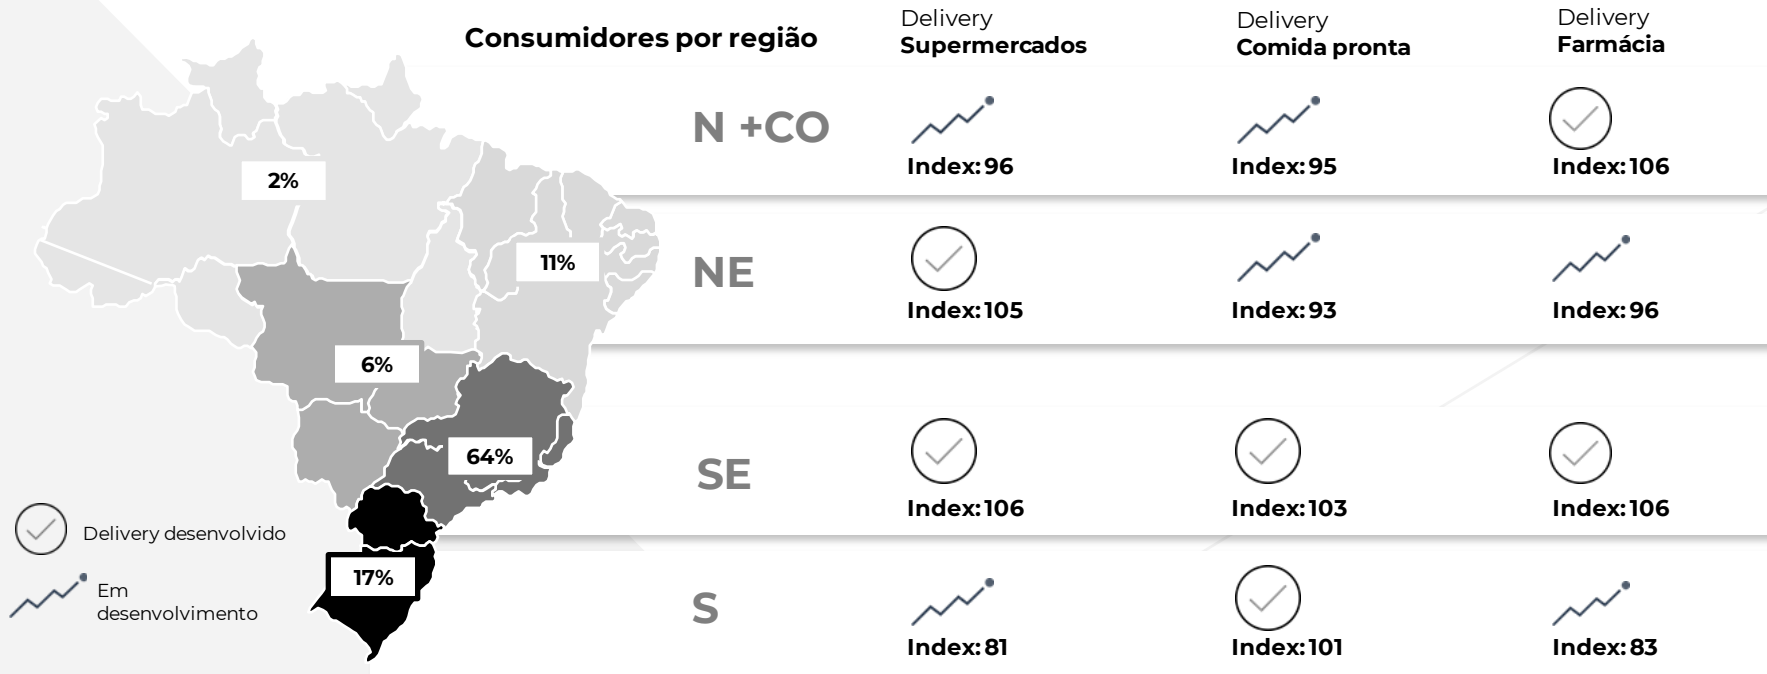 Consumidores por região
Delivery
Supermercados
Delivery
Comida pronta
Delivery
Farmácia
N +CO
Index: 96
Index: 95
Index: 106
NE
Index: 105
Index: 93
Index: 96
SE
Index: 106
Index: 103
Index: 106
S
Index: 81
Index: 101
Index: 83
2%
11%
6%
64%
17%
Delivery desenvolvido
Em
desenvolvimento